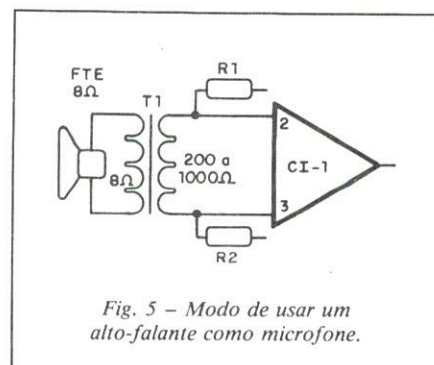 FTE
8Ω
T1
R1
8Ω
200 a
1000Ω
2
CI-1
3
R2
Fig. 5 – Modo de usar um
alto-falante como microfone.